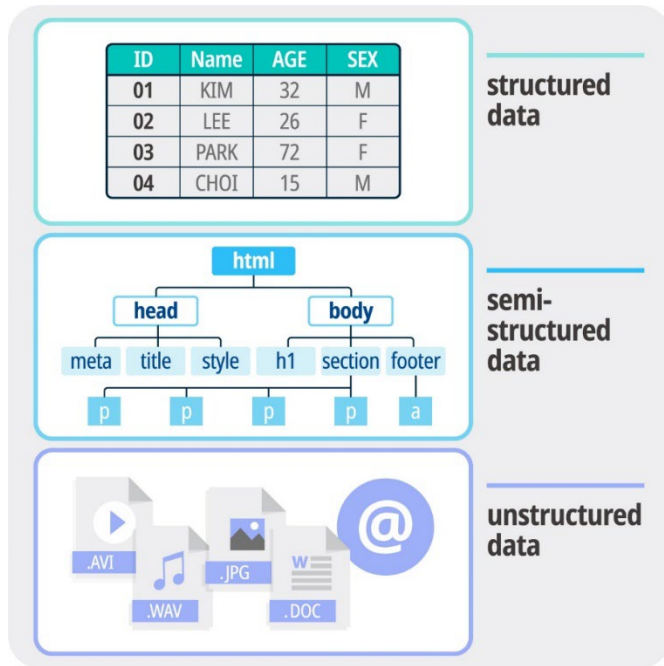 ID Name AGE SEX
01 KIM 32 M
02 LEE 26 F
03 PARK 72 F
04 CHOI 15 M
structured
data
html
head body
meta title style h1 section footer
p p p p a
semi-
structured
data
.AVI
.WAV
.JPG
W
.DOC
@
unstructured
data